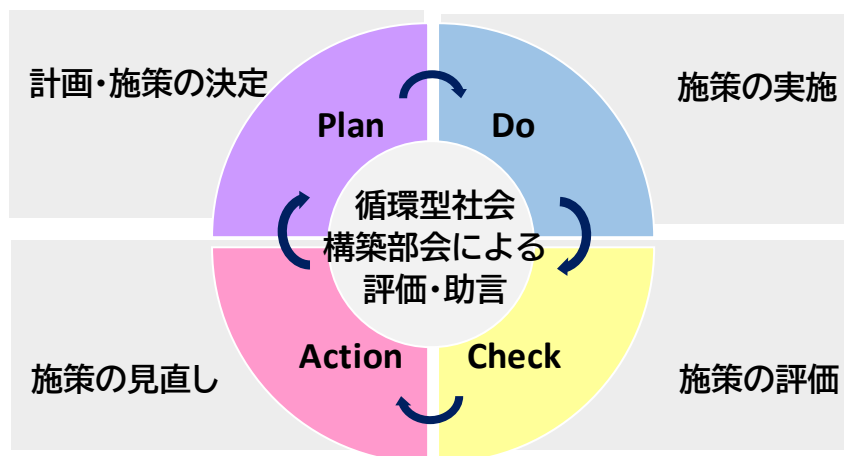 計画・施策の決定
施策の実施
Plan
Do
循環型社会
構築部会による
評価・助言
Action
Check
施策の見直し
施策の評価